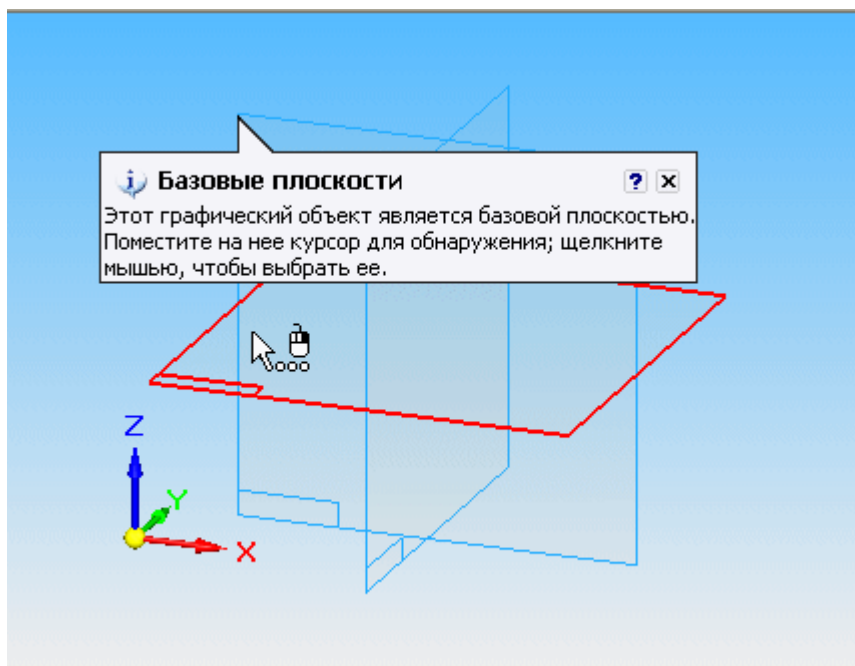 Базовые плоскости
Этот графический объект является базовой плоскостью.
Поместите на нее курсор для обнаружения; щелкните
мышью, чтобы выбрать ее.
Z
Y
X